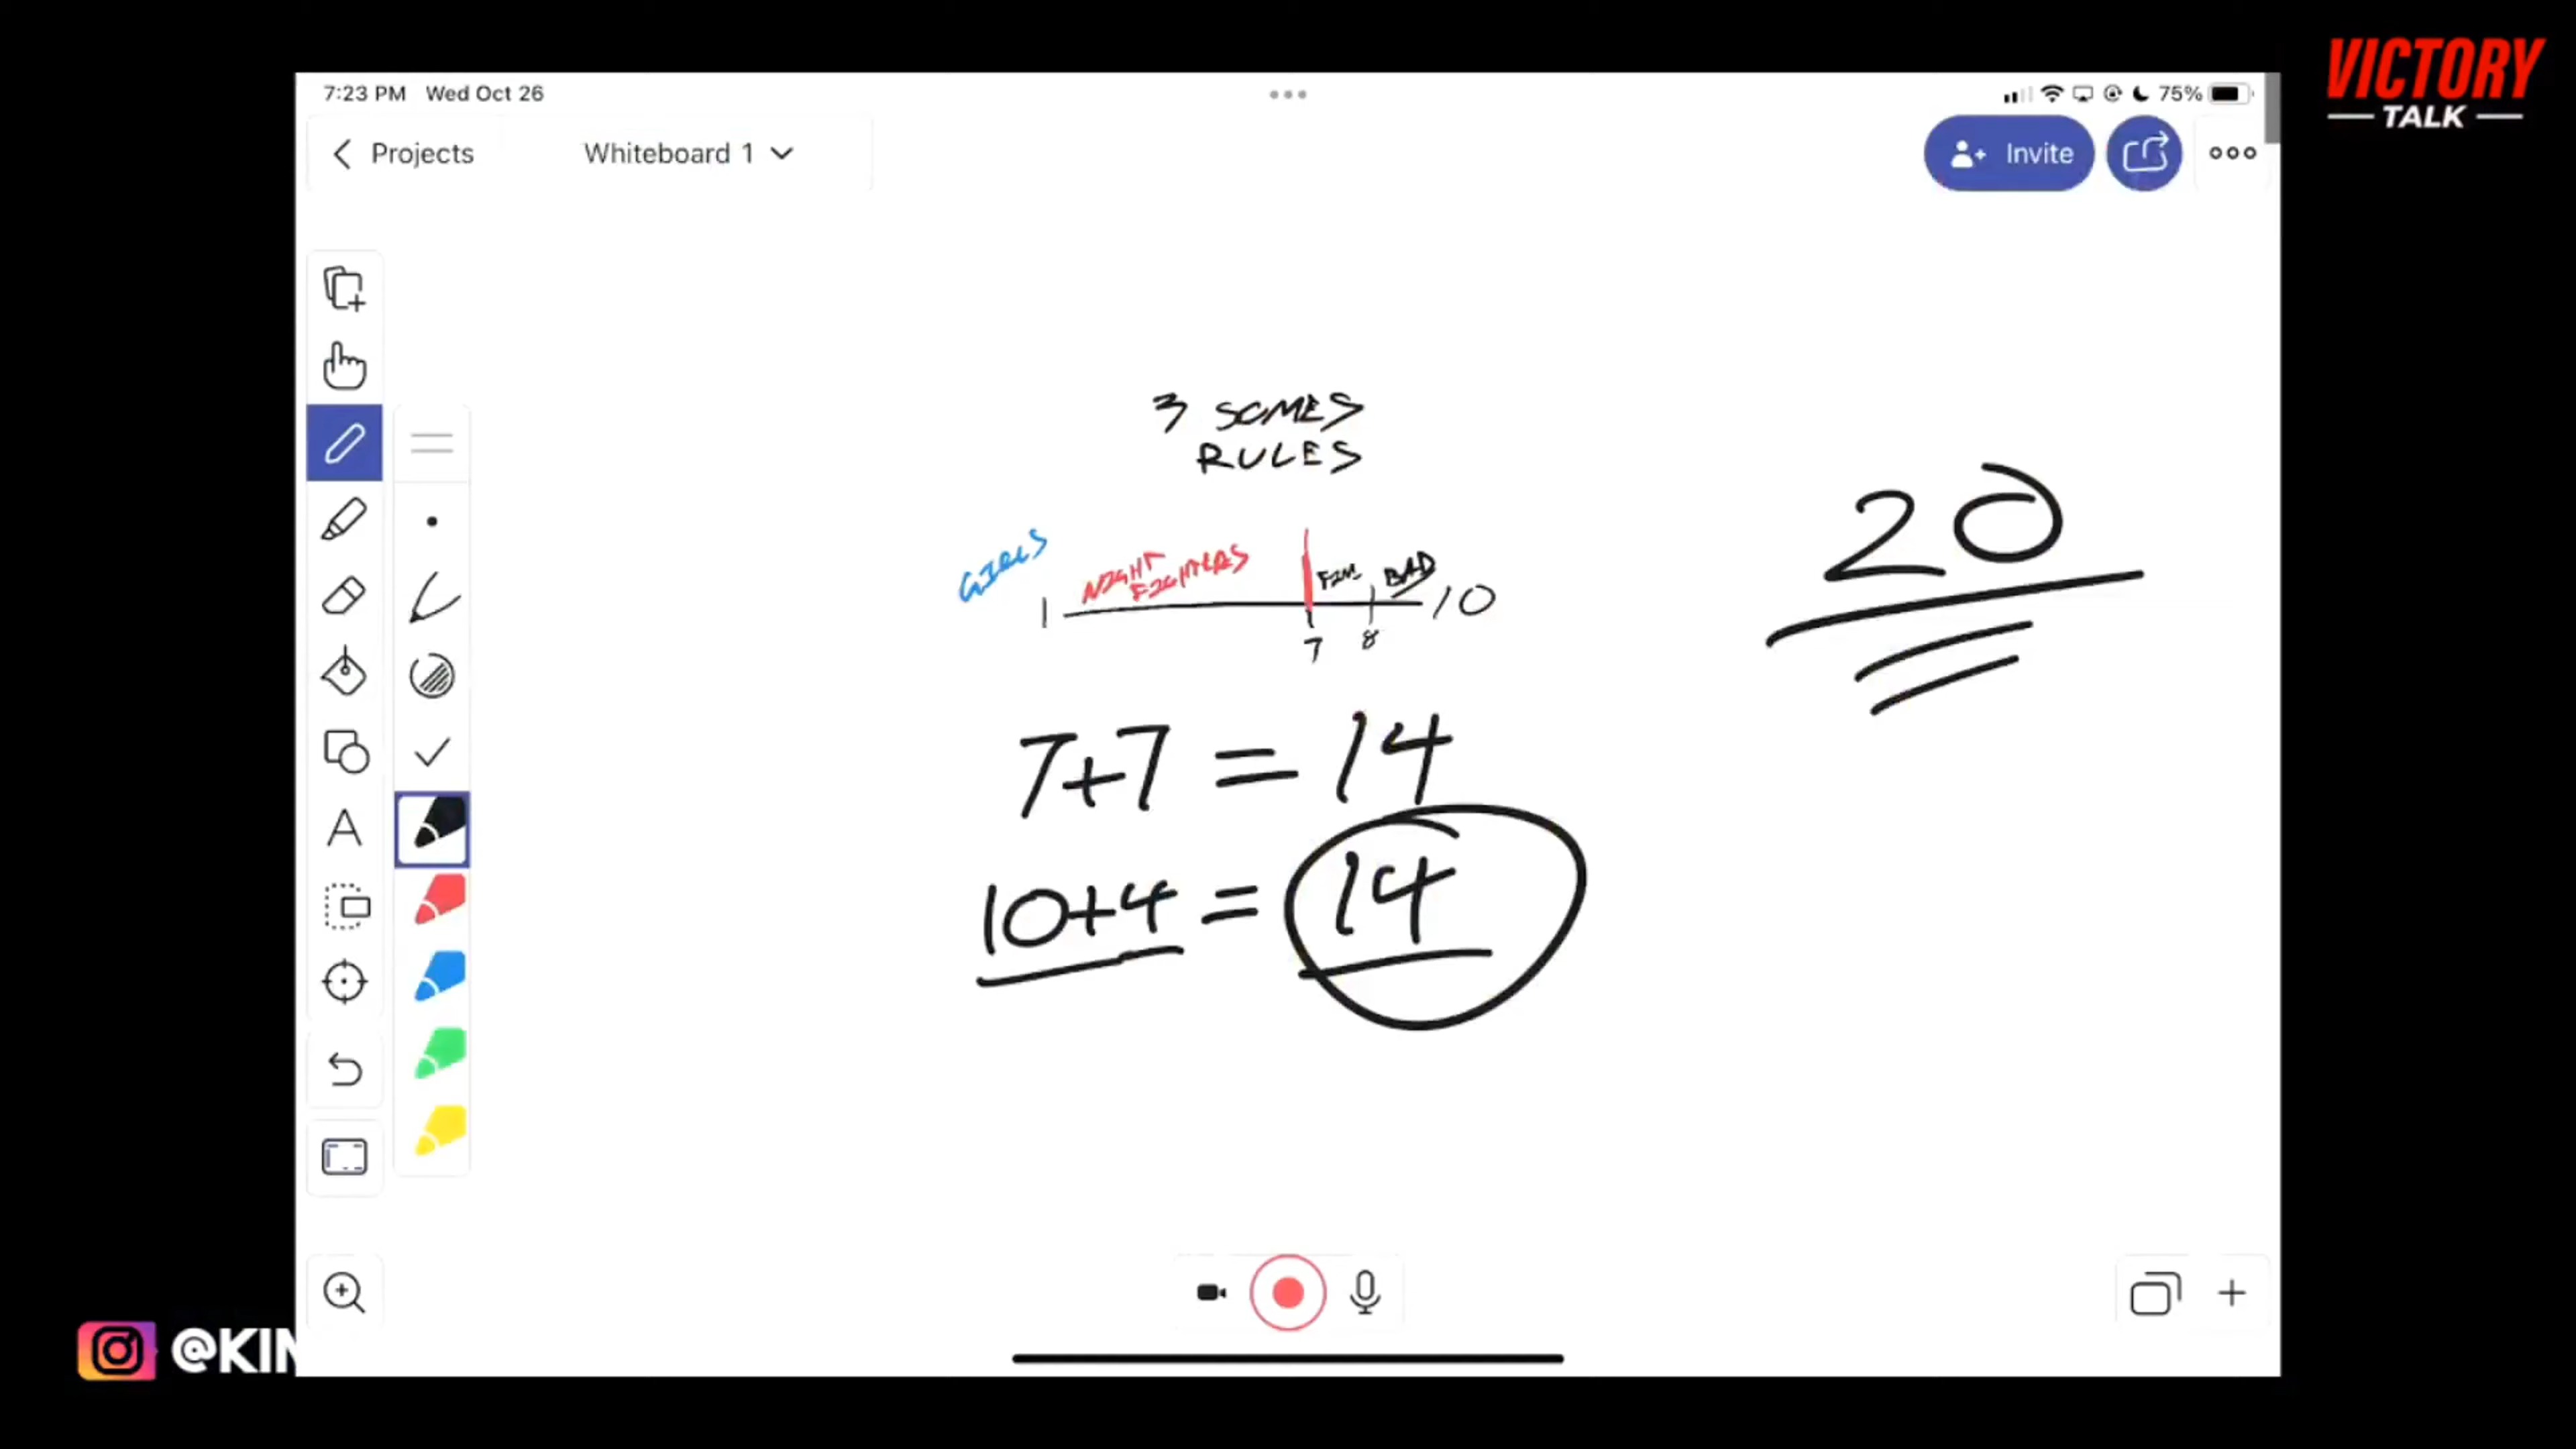 VICTORY
TALK
7:23 PM Wed Oct 26
75%
Projects
Whiteboard 1
Invite
3 SOMES
RULES
GIRLS
NIGHT
FIGHTERS
BAD
1
10
7
8
20
7+7 = 14
10+4 = 14
A
@KIN